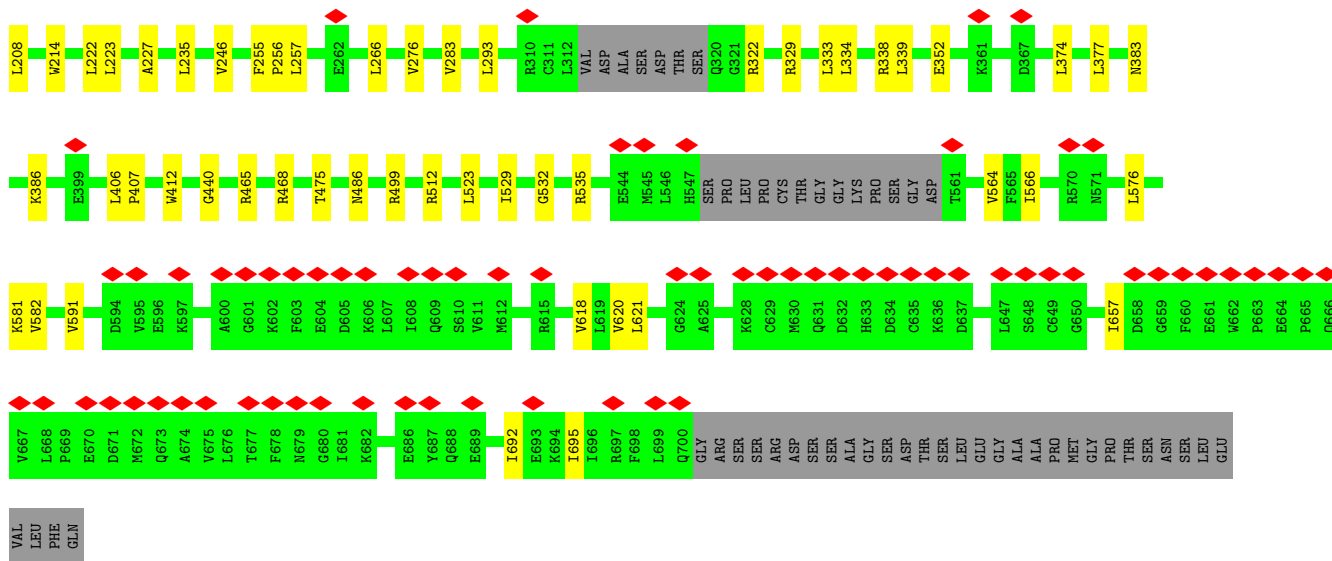 L208 W214 L222 L223 A227 L235 V246 F255 P256 L257 E262 L266 V276 V283 L293 R310 C311 L312 VAL ASP ALA SER ASP THR SER Q320 G321 R322 R329 L333 L334 R338 L339 E352 K361 D367 L374 L377 N383
K386 E399 L406 P407 W412 G440 R465 R468 T475 N486 R499 R512 L523 I529 G532 R535 E544 M545 L546 H547 SER PRO LEU PRO CYS THR GLY GLY LYS PRO SER GLY ASP T561 V564 F565 I566 R570 N571 L576
K581 V582 V591 D594 V595 E596 K597 A600 G601 K602 F603 E604 D605 K606 L607 I608 Q609 S610 V611 M612 R615 V618 L619 V620 L621 G624 A625 K628 C629 M630 Q631 D632 H633 D634 C635 K636 D637 L647 S648 C649 G650 I657 D658 G659 F660 E661 W662 P663 E664 P665 D666
V667 L668 P669 E670 D671 M672 Q673 A674 V675 L676 T677 F678 N679 G680 I681 K682 E686 Y687 Q688 E689 I692 E693 K694 I695 I696 R697 F698 L699 Q700 GLY ARG SER SER ARG ASP SER SER ALA GLY SER ASP THR SER LEU GLU GLY ALA ALA PRO MET GLY PRO THR SER ASN SER LEU GLU
VAL LEU PHE GLN